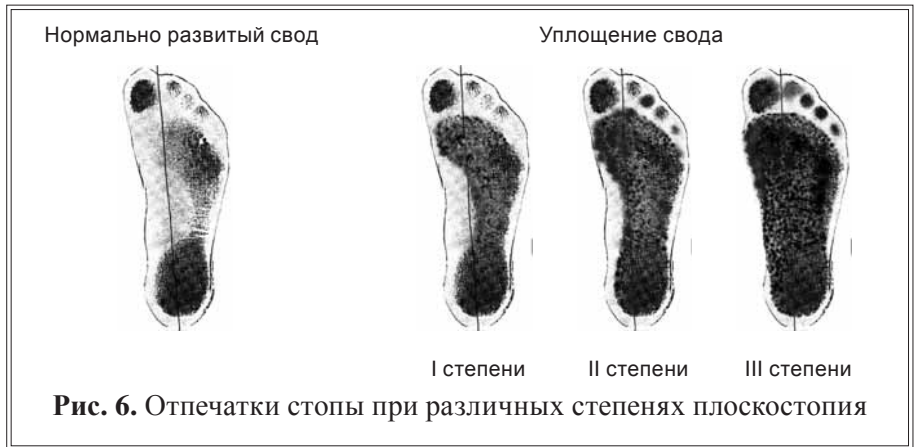 Нормально развитый свод
Уплощение свода
I степени
II степени
III степени
Рис. 6. Отпечатки стопы при различных степенях плоскостопия